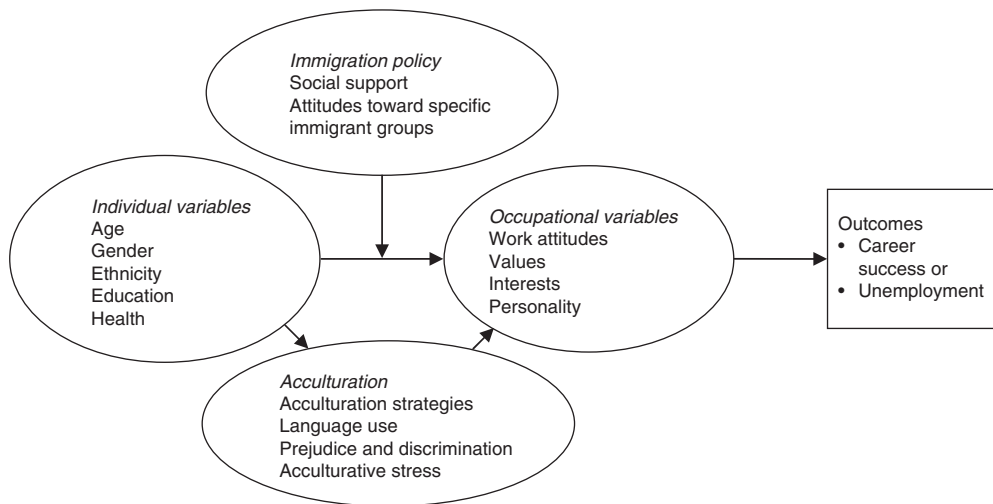 Immigration policy
Social support
Attitudes toward specific
immigrant groups
Individual variables
Age
Gender
Ethnicity
Education
Health
Occupational variables
Work attitudes
Values
Interests
Personality
Outcomes
• Career
success or
• Unemployment
Acculturation
Acculturation strategies
Language use
Prejudice and discrimination
Acculturative stress